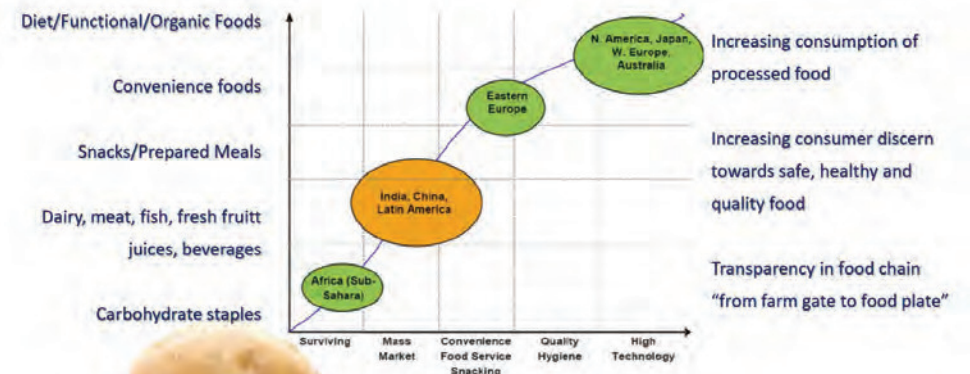 Diet/Functional/Organic Foods
Convenience foods
Snacks/Prepared Meals
Dairy, meat, fish, fresh fruitt
juices, beverages
Carbohydrate staples
N. America, Japan,
W. Europe,
Australia
Eastern
Europe
India, China,
Latin America
Africa (Sub-
Sahara)
Surviving
Mass
Market
Convenience
Food Service
Snacking
Quality
Hygiene
High
Technology
Increasing consumption of
processed food
Increasing consumer discern
towards safe, healthy and
quality food
Transparency in food chain
“from farm gate to food plate”